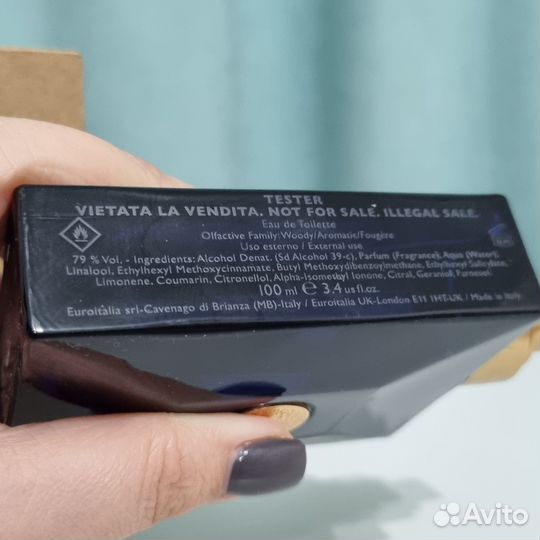 TESTER
VIETATA LA VENDITA. NOT FOR SALE. ILLEGAL SALE.
Eau de Toilette
Olfactive Family: Woody/Aromatic/Fougère
Uso esterno / External use
79 % Vol. - Ingredients: Alcohol Denat. (Sd Alcohol 39-c), Parfum (Fragrance), Aqua (Water),
Linalool, Ethylhexyl Methoxycinnamate, Butyl Methoxydibenzoylmethane, Ethylhexyl Salicylate,
Limonene, Coumarin, Citronellol, Alpha-Isomethyl Ionone, Citral, Geraniol, Farnesol.
100 ml e 3.4 us fl.oz.
Euroitalia srl-Cavenago di Brianza (MB)-Italy / Euroitalia UK-London E11 1HT-UK / Made in Italy
Avito